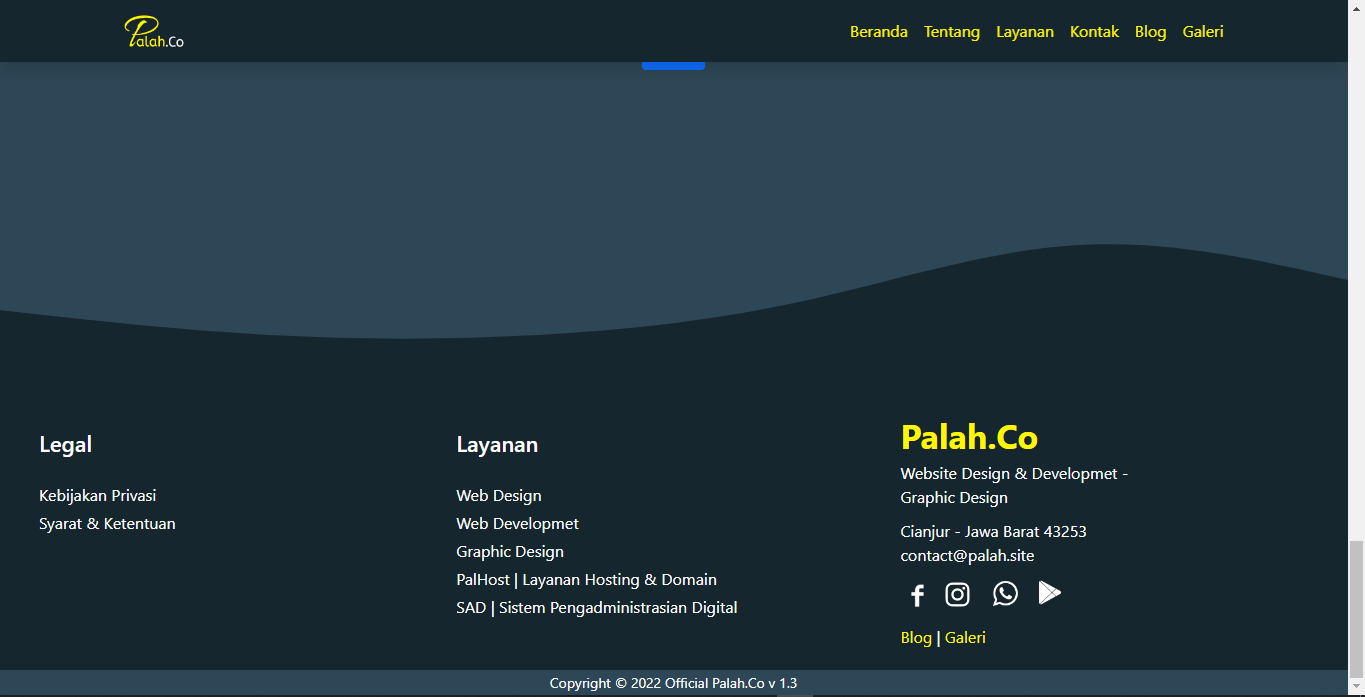 Palah.Co
Beranda Tentang Layanan Kontak Blog Galeri
Legal
Kebijakan Privasi
Syarat & Ketentuan
Layanan
Web Design
Web Developmet
Graphic Design
PalHost | Layanan Hosting & Domain
SAD | Sistem Pengadministrasian Digital
Palah.Co
Website Design & Developmet -
Graphic Design
Cianjur - Jawa Barat 43253
contact@palah.site
Blog | Galeri
Copyright © 2022 Official Palah.Co v 1.3